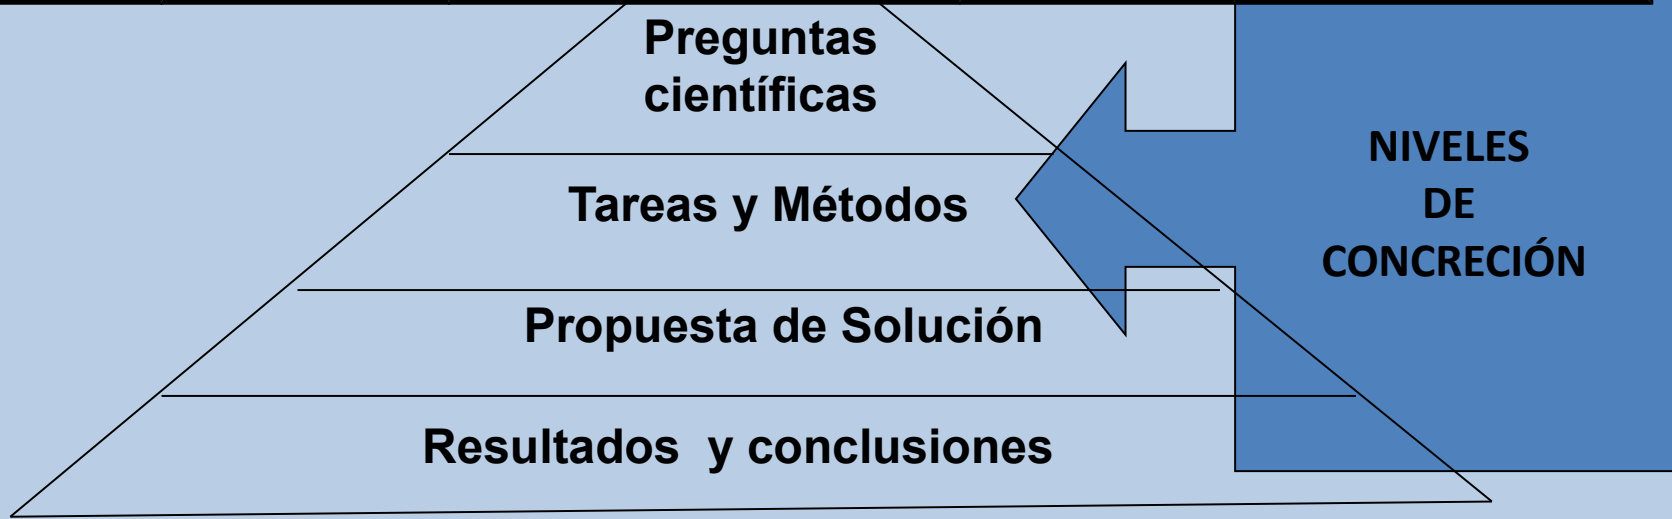 Preguntas
científicas
Tareas y Métodos
Propuesta de Solución
Resultados y conclusiones
NIVELES
DE
CONCRECIÓN